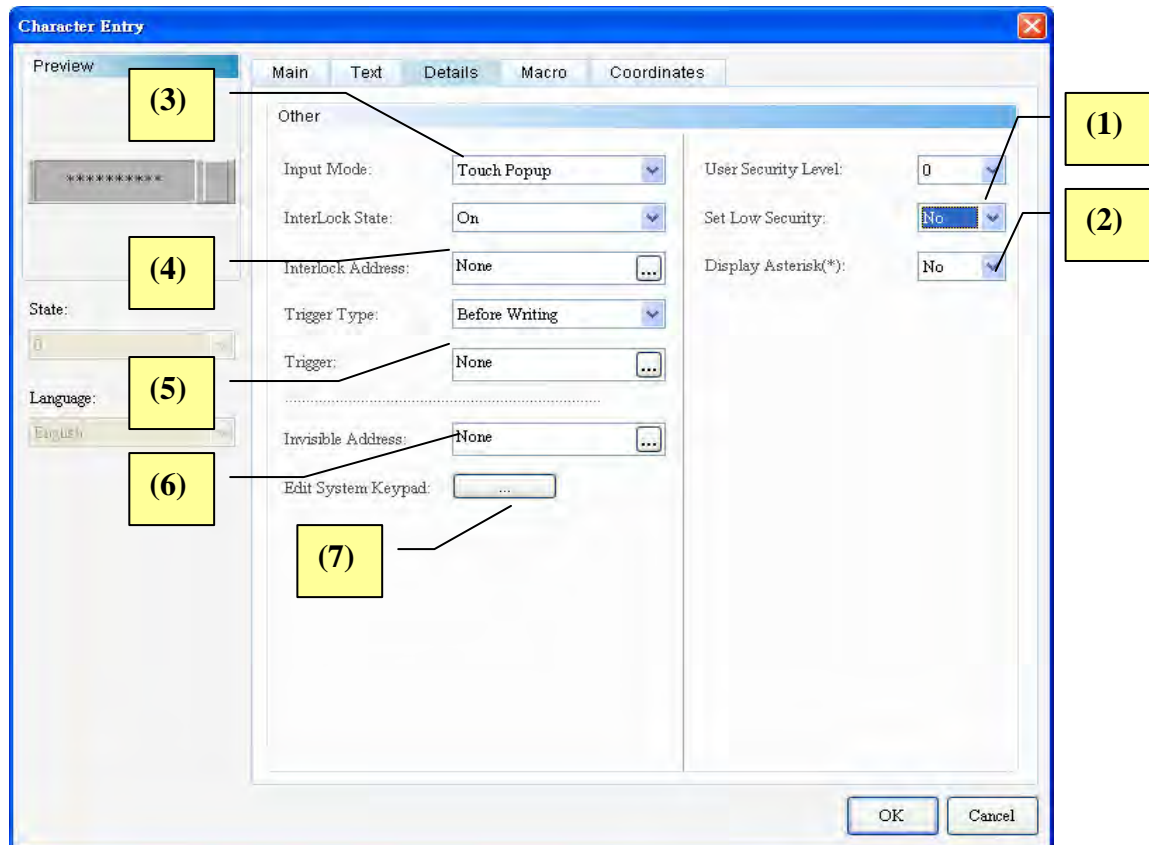 Character Entry
Preview
Main Text Details Macro Coordinates
(3)
Other
(1)
Input Mode: Touch Popup User Security Level: 0
**********
InterLock State: On Set Low Security: No
(2)
(4)
Interlock Address: None ... Display Asterisk(*): No
State:
Trigger Type: Before Writing
0
Trigger: None ...
(5)
Language:
English
Invisible Address: None ...
(6)
Edit System Keypad: ...
(7)
OK Cancel